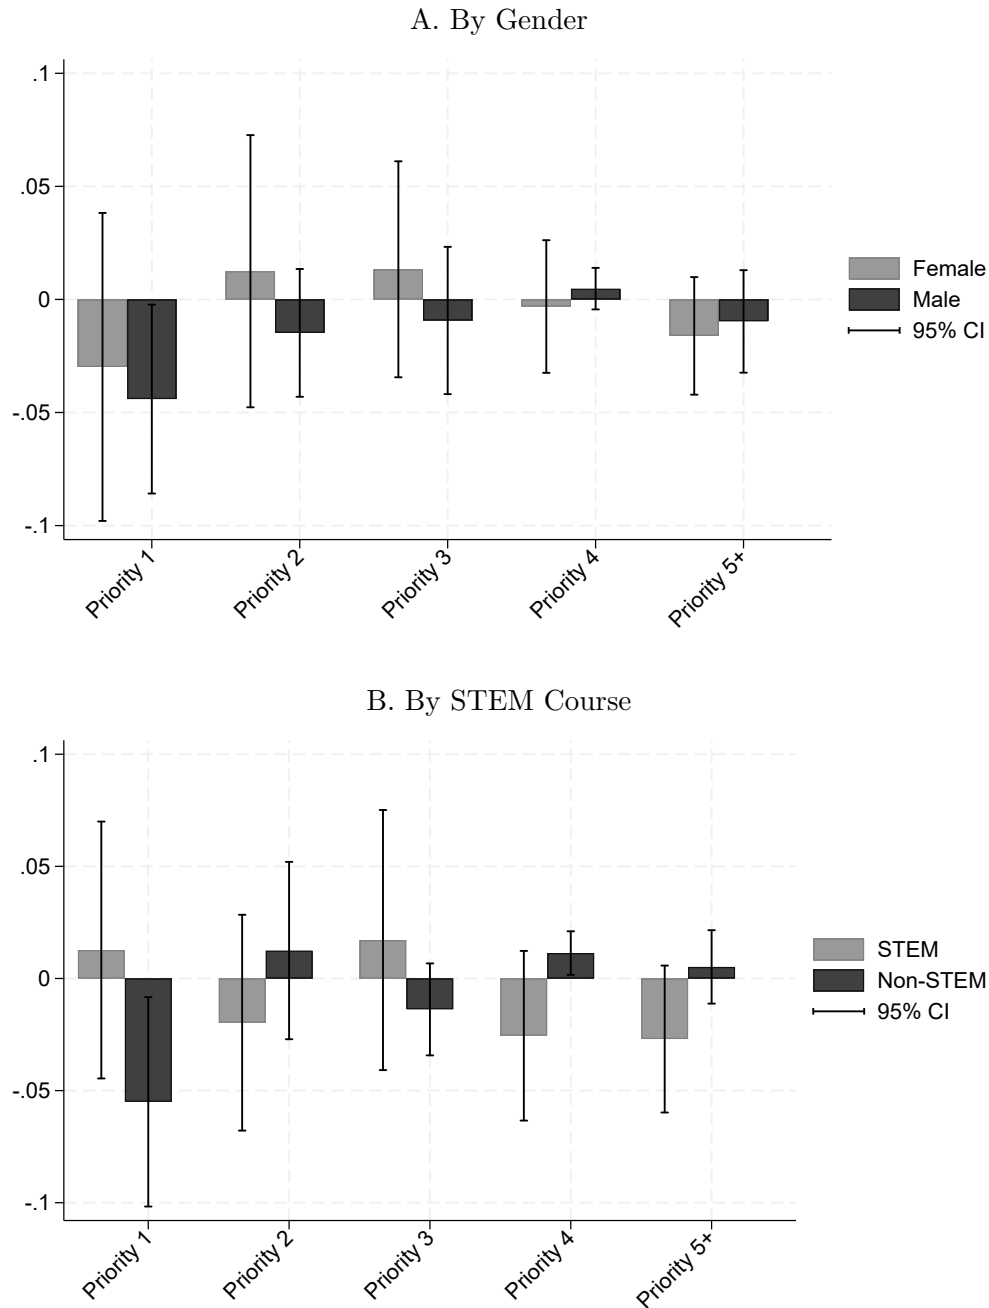 A. By Gender
.1
.05
0
-.05
-.1
Priority 1
Priority 2
Priority 3
Priority 4
Priority 5+
Female
Male
95% CI
B. By STEM Course
.1
.05
0
-.05
-.1
Priority 1
Priority 2
Priority 3
Priority 4
Priority 5+
STEM
Non-STEM
95% CI